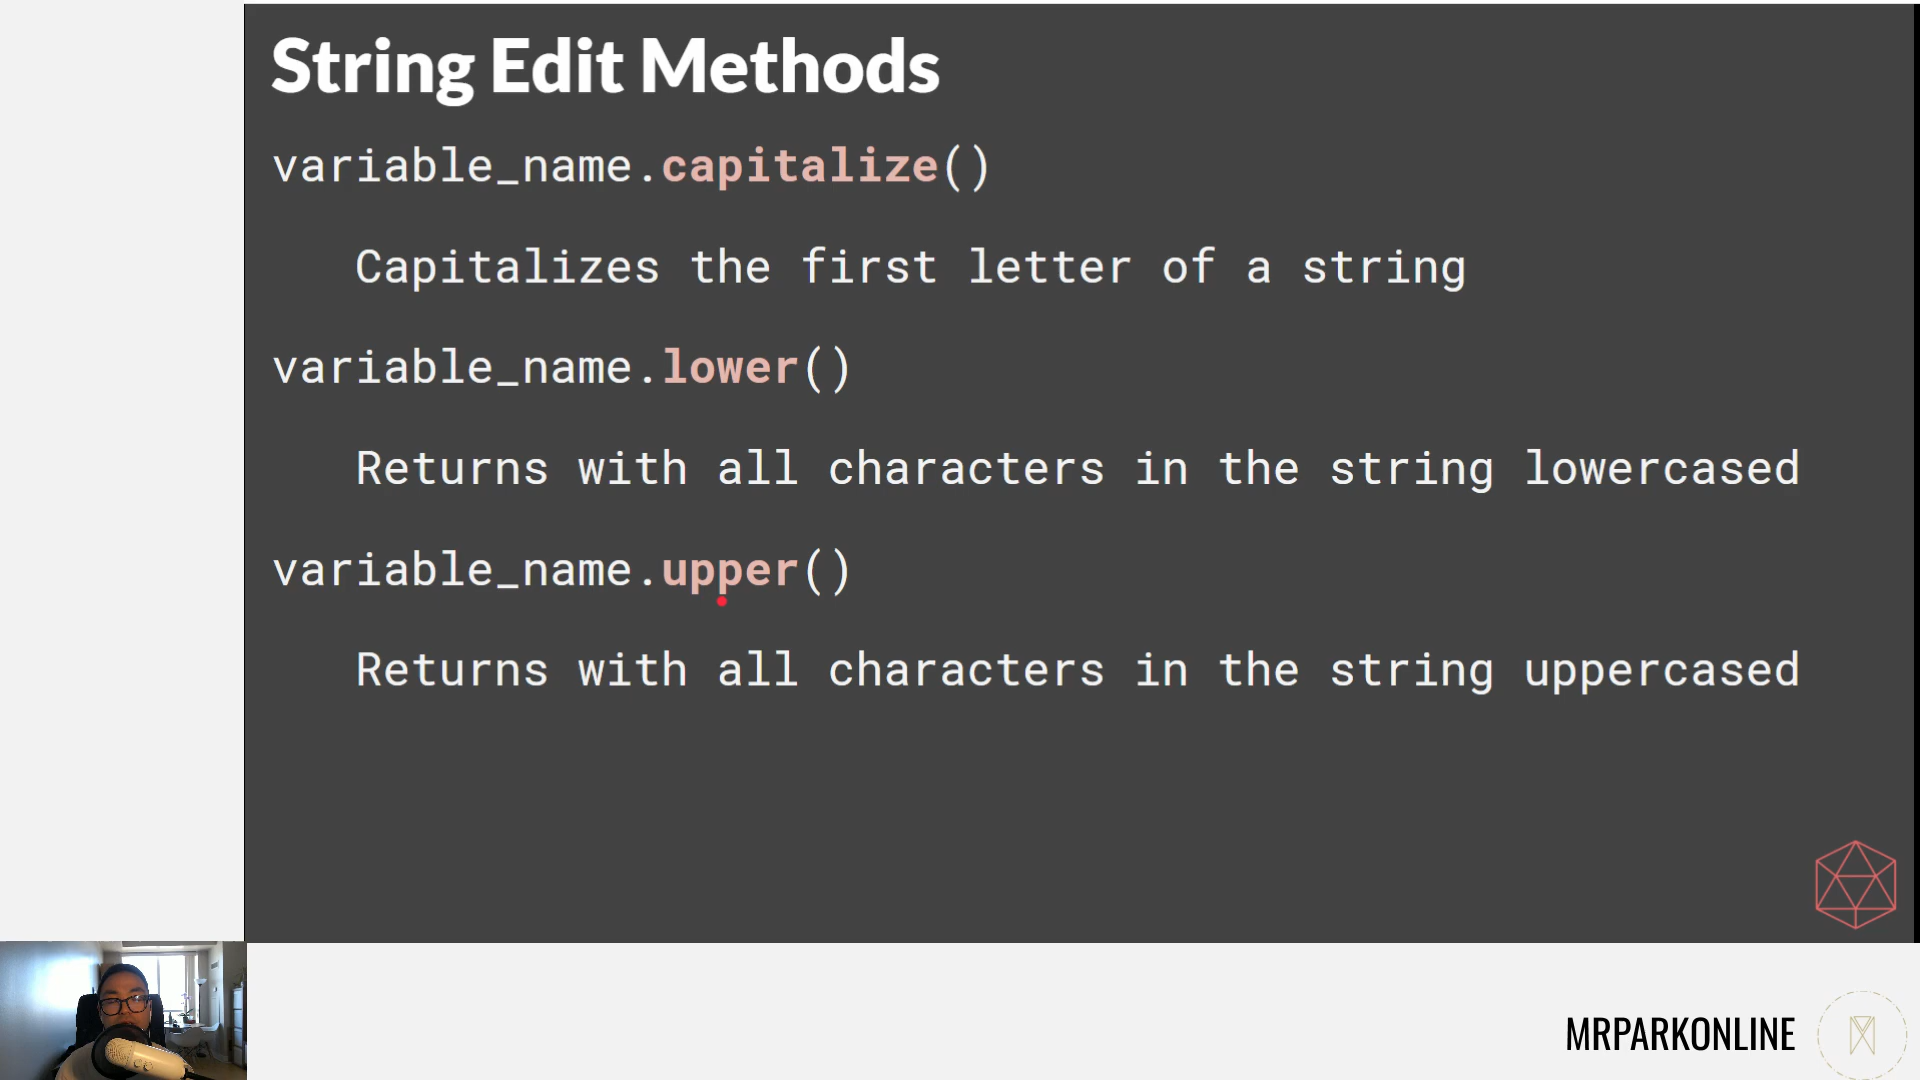 String Edit Methods
variable_name.capitalize()
Capitalizes the first letter of a string
variable_name.lower()
Returns with all characters in the string lowercased
variable_name.upper()
Returns with all characters in the string uppercased
MRPARKONLINE